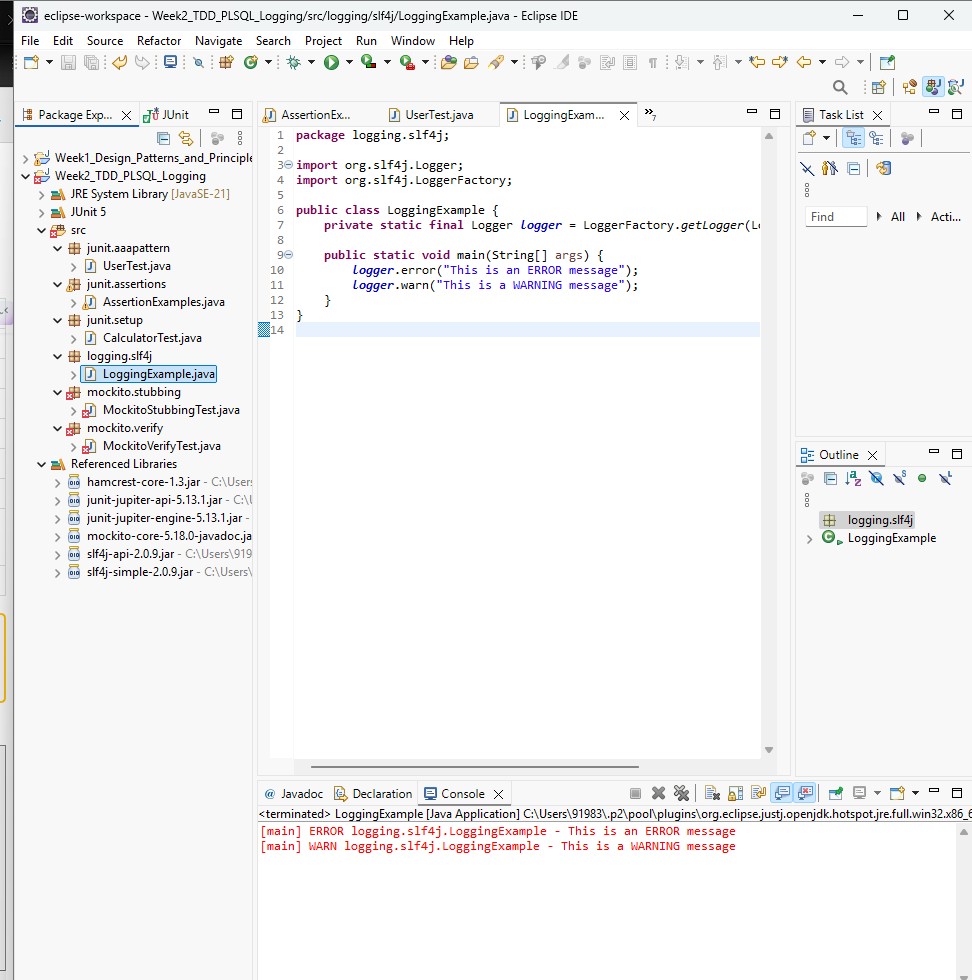 eclipse-workspace - Week2_TDD_PLSQL_Logging/src/logging/slf4j/LoggingExample.java - Eclipse IDE
File Edit Source Refactor Navigate Search Project Run Window Help
Package Exp... JUnit
Week1_Design_Patterns_and_Principle
Week2_TDD_PLSQL_Logging
JRE System Library [JavaSE-21]
JUnit 5
src
junit.aaapattern
UserTest.java
junit.assertions
AssertionExamples.java
junit.setup
CalculatorTest.java
logging.slf4j
LoggingExample.java
mockito.stubbing
MockitoStubbingTest.java
mockito.verify
MockitoVerifyTest.java
Referenced Libraries
hamcrest-core-1.3.jar - C:\Users
junit-jupiter-api-5.13.1.jar - C:\U
junit-jupiter-engine-5.13.1.jar -
mockito-core-5.18.0-javadoc.ja
slf4j-api-2.0.9.jar - C:\Users\919
slf4j-simple-2.0.9.jar - C:\Users\
AssertionEx... UserTest.java LoggingExam... »7
1 package logging.slf4j;
2
3 import org.slf4j.Logger;
4 import org.slf4j.LoggerFactory;
5
6 public class LoggingExample {
7 private static final Logger logger = LoggerFactory.getLogger(Lo
8
9 public static void main(String[] args) {
10 logger.error("This is an ERROR message");
11 logger.warn("This is a WARNING message");
12 }
13 }
14
Task List
Find All Acti...
Outline
logging.slf4j
LoggingExample
@ Javadoc Declaration Console
<terminated> LoggingExample [Java Application] C:\Users\91983\.p2\pool\plugins\org.eclipse.justj.openjdk.hotspot.jre.full.win32.x86_6
[main] ERROR logging.slf4j.LoggingExample - This is an ERROR message
[main] WARN logging.slf4j.LoggingExample - This is a WARNING message